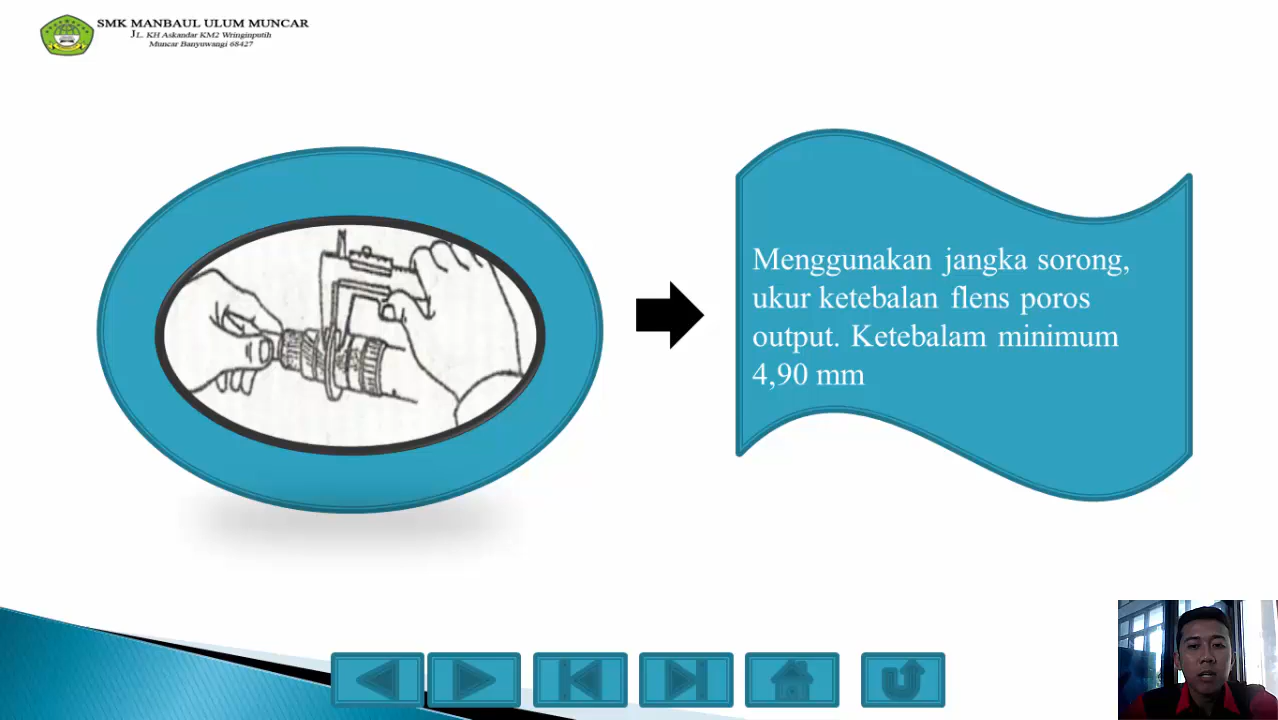 SMK MANBAUL ULUM MUNCAR
JL. KH Askandar KM2 Wringinputih
Muncar Banyuwangi 68427
Menggunakan jangka sorong,
ukur ketebalan flens poros
output. Ketebalam minimum
4,90 mm